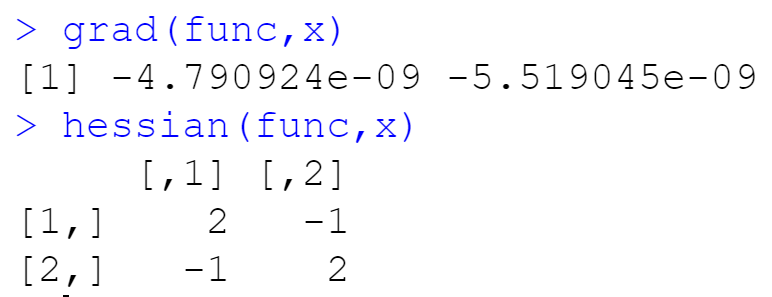 > grad(func,x)
[1] -4.790924e-09 -5.519045e-09
> hessian(func,x)
     [,1] [,2]
[1,]    2   -1
[2,]   -1    2